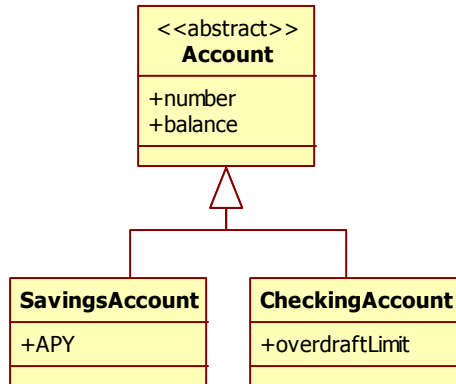 <<abstract>>
Account
+number
+balance
SavingsAccount
+APY
CheckingAccount
+overdraftLimit